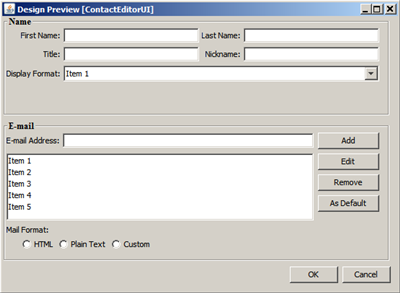 Design Preview [ContactEditorUI]
Name
First Name: Last Name:
Title: Nickname:
Display Format: Item 1
E-mail
E-mail Address: Add
Item 1
Item 2
Item 3
Item 4
Item 5
Edit
Remove
As Default
Mail Format:
HTML Plain Text Custom
OK Cancel